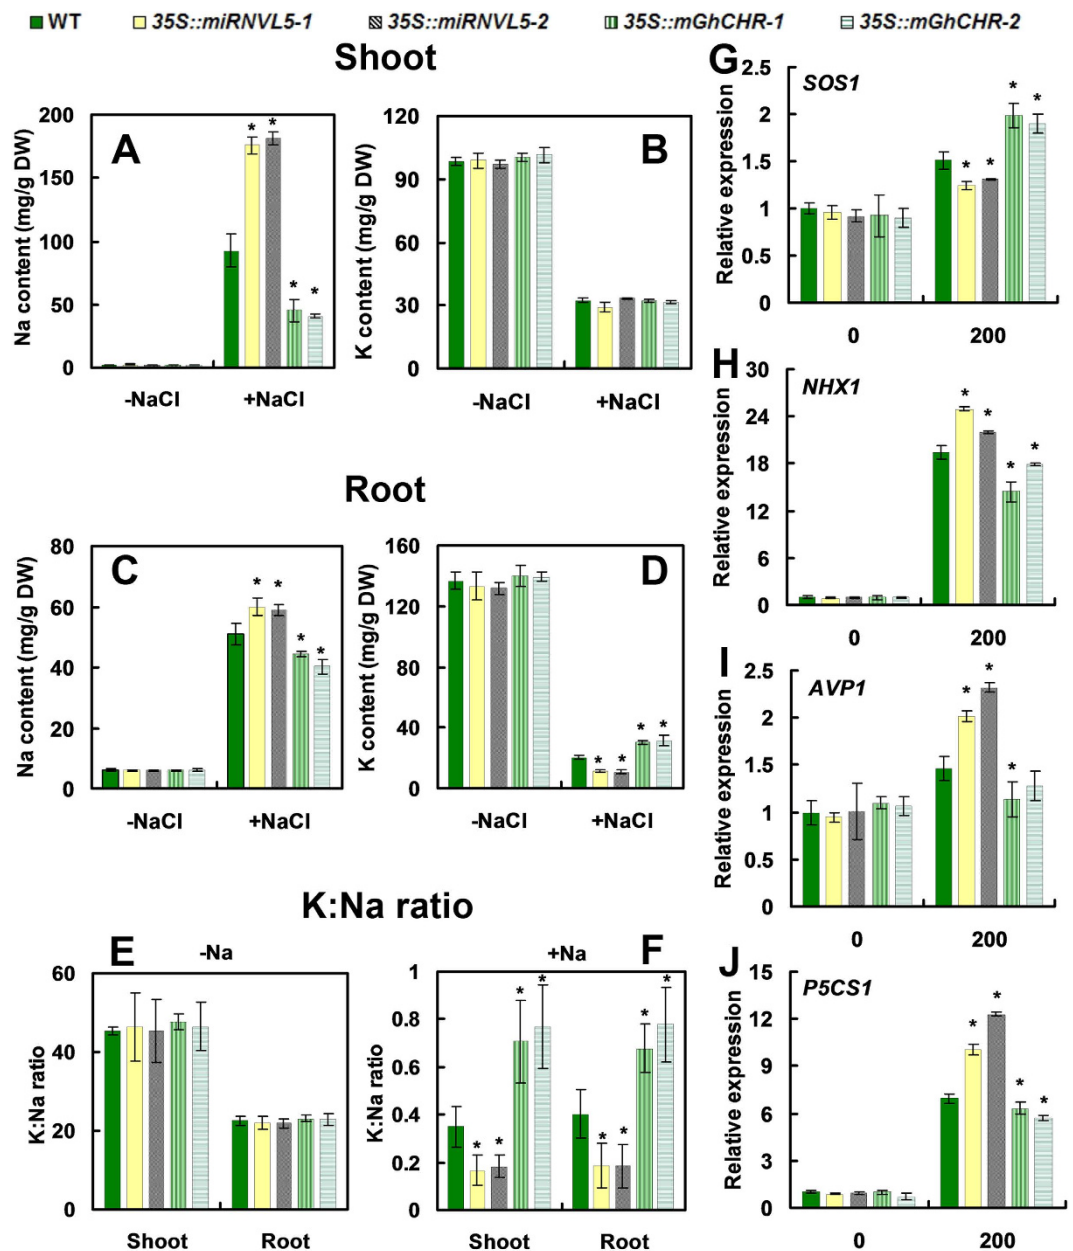 WT 35S::miRNVL5-1 35S::miRNVL5-2 35S::mGhCHR-1 35S::mGhCHR-2
Shoot
A
Na content (mg/g DW)
200
150
100
50
0
* * * *
-NaCl +NaCl
B
K content (mg/g DW)
120
90
60
30
0
-NaCl +NaCl
Root
C
Na content (mg/g DW)
80
60
40
20
0
* * * *
-NaCl +NaCl
D
K content (mg/g DW)
160
120
80
40
0
* * * *
-NaCl +NaCl
K:Na ratio
E
-Na
K:Na ratio
60
40
20
0
Shoot Root
F
+Na
K:Na ratio
1
0.8
0.6
0.4
0.2
0
* * * * * * * *
Shoot Root
G
SOS1
Relative expression
2.5
2
1.5
1
0.5
0
* * * *
0 200
H
NHX1
Relative expression
30
24
18
12
6
0
* * * *
0 200
I
AVP1
Relative expression
2.5
2
1.5
1
0.5
0
* * *
0 200
J
P5CS1
Relative expression
15
12
9
6
3
0
* * * *
0 200